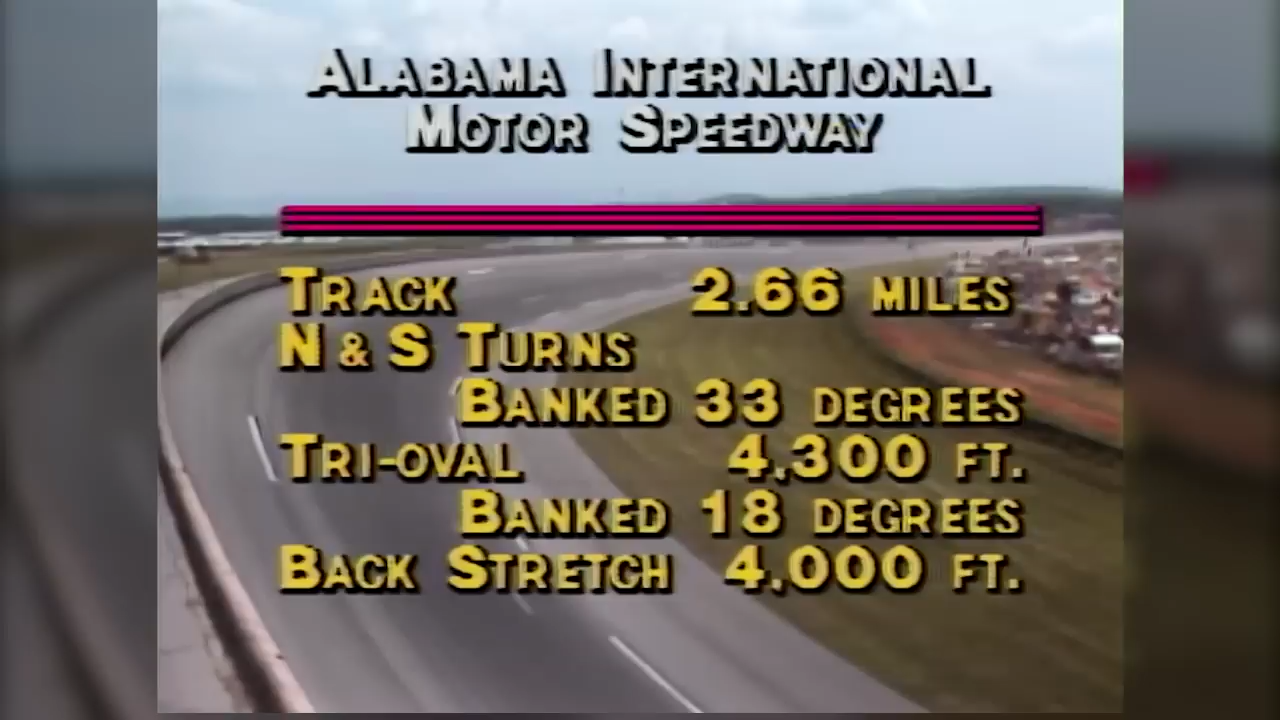 ALABAMA INTERNATIONAL
MOTOR SPEEDWAY
TRACK 2.66 MILES
N & S TURNS
BANKED 33 DEGREES
TRI-OVAL 4,300 FT.
BANKED 18 DEGREES
BACK STRETCH 4,000 FT.